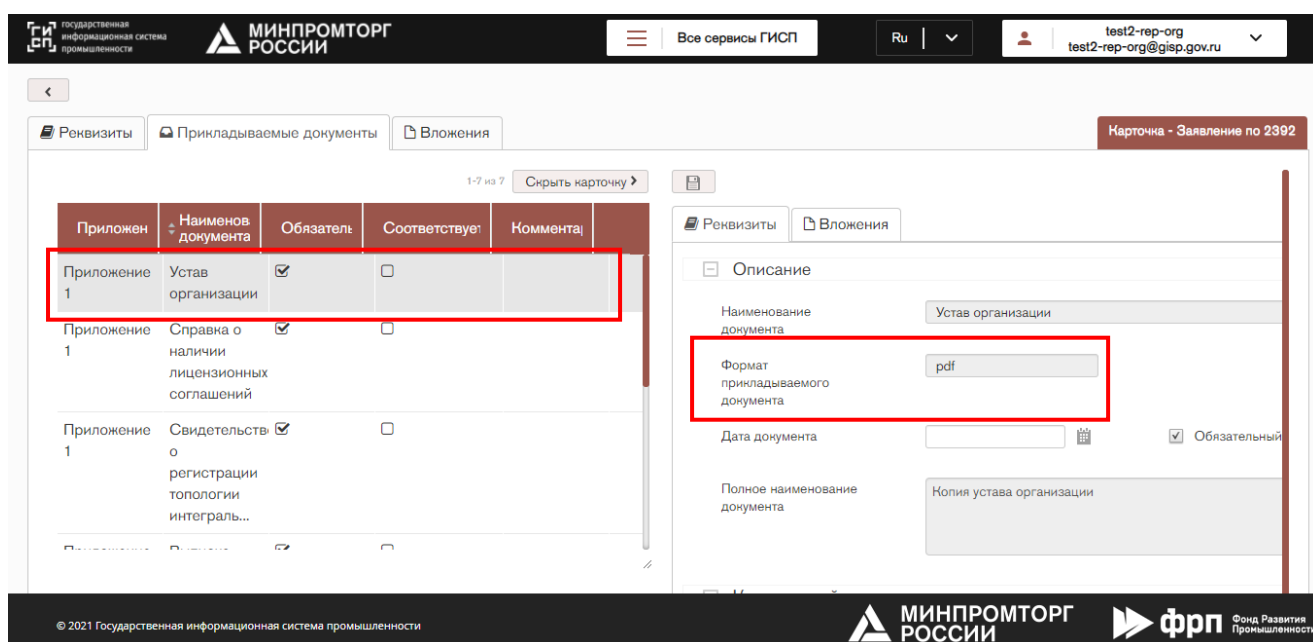 государственная
информационная система
промышленности
ГИСП
МИНПРОМТОРГ
РОССИИ
Все сервисы ГИСП
Ru
test2-rep-org
test2-rep-org@gisp.gov.ru
Реквизиты
Прикладываемые документы
Вложения
Карточка - Заявление по 2392
1-7 из 7
Скрыть карточку
Приложен
Наименов
документа
Обязатель
Соответствует
Коммента
Приложение
1
Устав
организации
Приложение
1
Справка о
наличии
лицензионных
соглашений
Приложение
1
Свидетельств
о
регистрации
топологии
интеграль...
Реквизиты
Вложения
Описание
Наименование
документа
Устав организации
Формат
прикладываемого
документа
pdf
Дата документа
Обязательный
Полное наименование
документа
Копия устава организации
© 2021 Государственная информационная система промышленности
МИНПРОМТОРГ
РОССИИ
фрп
Фонд Развития
Промышленности